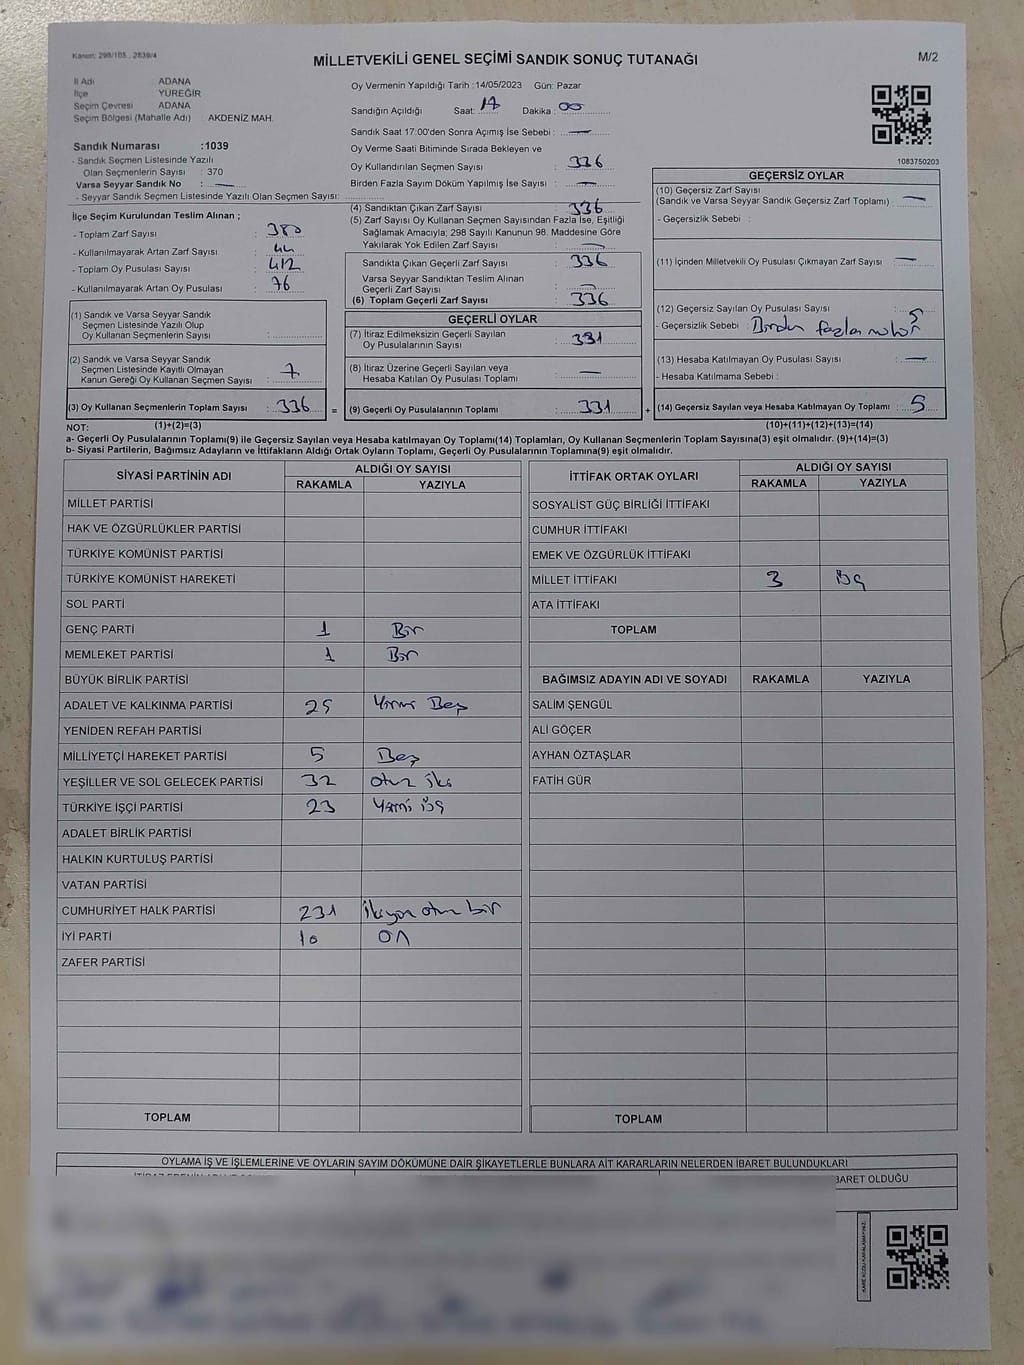 Kanun: 298/105 , 2839/4
MİLLETVEKİLİ GENEL SEÇİMİ SANDIK SONUÇ TUTANAĞI
M/2
İl Adı : ADANA
İlçe : YÜREĞİR
Seçim Çevresi : ADANA
Seçim Bölgesi (Mahalle Adı) : AKDENİZ MAH.
Sandık Numarası :1039
- Sandık Seçmen Listesinde Yazılı
Olan Seçmenlerin Sayısı : 370
Varsa Seyyar Sandık No :
- Seyyar Sandık Seçmen Listesinde Yazılı Olan Seçmen Sayısı:
Oy Vermenin Yapıldığı Tarih :14/05/2023 Gün: Pazar
Sandığın Açıldığı Saat: 17 Dakika : 00
Sandık Saat 17:00'den Sonra Açımış İse Sebebi : —
Oy Verme Saati Bitiminde Sırada Bekleyen ve
Oy Kullandırılan Seçmen Sayısı : 336
Birden Fazla Sayım Döküm Yapılmış İse Sayısı : —
1083750203
İlçe Seçim Kurulundan Teslim Alınan ;
- Toplam Zarf Sayısı : 380
- Kullanılmayarak Artan Zarf Sayısı : 44
- Toplam Oy Pusulası Sayısı : 412
- Kullanılmayarak Artan Oy Pusulası : 76
(4) Sandıktan Çıkan Zarf Sayısı : 336
(5) Zarf Sayısı Oy Kullanan Seçmen Sayısından Fazla İse, Eşitliği
Sağlamak Amacıyla; 298 Sayılı Kanunun 98. Maddesine Göre
Yakılarak Yok Edilen Zarf Sayısı : —
Sandıkta Çıkan Geçerli Zarf Sayısı : 336
Varsa Seyyar Sandıktan Teslim Alınan
Geçerli Zarf Sayısı : —
(6) Toplam Geçerli Zarf Sayısı : 336
GEÇERSİZ OYLAR
(10) Geçersiz Zarf Sayısı
(Sandık ve Varsa Seyyar Sandık Geçersiz Zarf Toplamı) : —
- Geçersizlik Sebebi :
(11) İçinden Milletvekili Oy Pusulası Çıkmayan Zarf Sayısı : —
(12) Geçersiz Sayılan Oy Pusulası Sayısı : 5
- Geçersizlik Sebebi : Birden fazla mühür
(13) Hesaba Katılmayan Oy Pusulası Sayısı : —
- Hesaba Katılmama Sebebi :
(1) Sandık ve Varsa Seyyar Sandık
Seçmen Listesinde Yazılı Olup
Oy Kullanan Seçmenlerin Sayısı :
(2) Sandık ve Varsa Seyyar Sandık
Seçmen Listesinde Kayıtlı Olmayan
Kanun Gereği Oy Kullanan Seçmen Sayısı : 7
(3) Oy Kullanan Seçmenlerin Toplam Sayısı : 336 =
GEÇERLİ OYLAR
(7) İtiraz Edilmeksizin Geçerli Sayılan
Oy Pusulalarının Sayısı : 331
(8) İtiraz Üzerine Geçerli Sayılan veya
Hesaba Katılan Oy Pusulası Toplamı : —
(9) Geçerli Oy Pusulalarının Toplamı : 331 +
(14) Geçersiz Sayılan veya Hesaba Katılmayan Oy Toplamı : 5
NOT: (1)+(2)=(3) (10)+(11)+(12)+(13)=(14)
a- Geçerli Oy Pusulalarının Toplamı(9) ile Geçersiz Sayılan veya Hesaba katılmayan Oy Toplamı(14) Toplamları, Oy Kullanan Seçmenlerin Toplam Sayısına(3) eşit olmalıdır. (9)+(14)=(3)
b- Siyasi Partilerin, Bağımsız Adayların ve İttifakların Aldığı Ortak Oyların Toplamı, Geçerli Oy Pusulalarının Toplamına(9) eşit olmalıdır.
SİYASİ PARTİNİN ADI ALDIĞI OY SAYISI
RAKAMLA YAZIYLA
MİLLET PARTİSİ
HAK VE ÖZGÜRLÜKLER PARTİSİ
TÜRKİYE KOMÜNİST PARTİSİ
TÜRKİYE KOMÜNİST HAREKETİ
SOL PARTİ
GENÇ PARTİ 1 Bir
MEMLEKET PARTİSİ 1 Bir
BÜYÜK BİRLİK PARTİSİ
ADALET VE KALKINMA PARTİSİ 25 Yirmi Beş
YENİDEN REFAH PARTİSİ
MİLLİYETÇİ HAREKET PARTİSİ 5 Beş
YEŞİLLER VE SOL GELECEK PARTİSİ 32 otuz iki
TÜRKİYE İŞÇİ PARTİSİ 23 Yirmi üç
ADALET BİRLİK PARTİSİ
HALKIN KURTULUŞ PARTİSİ
VATAN PARTİSİ
CUMHURİYET HALK PARTİSİ 231 ikiyüz otuz bir
İYİ PARTİ 10 ON
ZAFER PARTİSİ
TOPLAM
İTTİFAK ORTAK OYLARI ALDIĞI OY SAYISI
RAKAMLA YAZIYLA
SOSYALİST GÜÇ BİRLİĞİ İTTİFAKI
CUMHUR İTTİFAKI
EMEK VE ÖZGÜRLÜK İTTİFAKI
MİLLET İTTİFAKI 3 üç
ATA İTTİFAKI
TOPLAM
BAĞIMSIZ ADAYIN ADI VE SOYADI RAKAMLA YAZIYLA
SALİM ŞENGÜL
ALİ GÖÇER
AYHAN ÖZTAŞLAR
FATİH GÜR
TOPLAM
OYLAMA İŞ VE İŞLEMLERİNE VE OYLARIN SAYIM DÖKÜMÜNE DAİR ŞİKAYETLERLE BUNLARA AİT KARARLARIN NELERDEN İBARET BULUNDUKLARI
BARET OLDUĞU